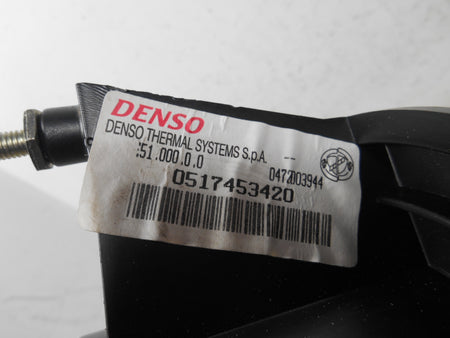 DENSO
DENSO THERMAL SYSTEMS S.p.A. --
51.000.0.0 0472003944
0517453420